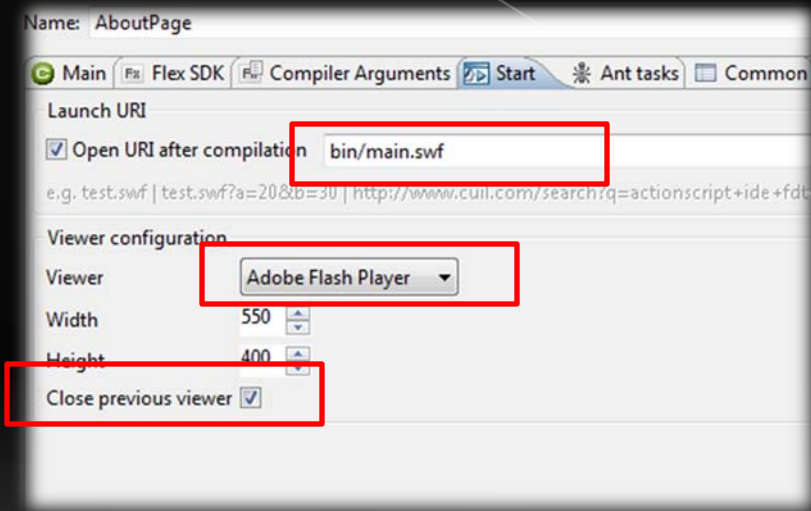 Name: AboutPage
Main Flex SDK Compiler Arguments Start Ant tasks Common
Launch URI
Open URI after compilation bin/main.swf
e.g. test.swf | test.swf?a=20&b=30 | http://www.cuil.com/search?q=actionscript+ide+fdt
Viewer configuration
Viewer Adobe Flash Player
Width 550
Height 400
Close previous viewer